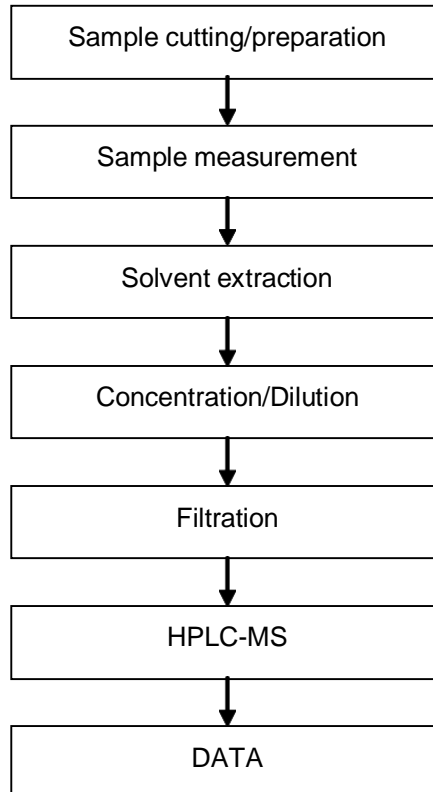 Sample cutting/preparation
Sample measurement
Solvent extraction
Concentration/Dilution
Filtration
HPLC-MS
DATA